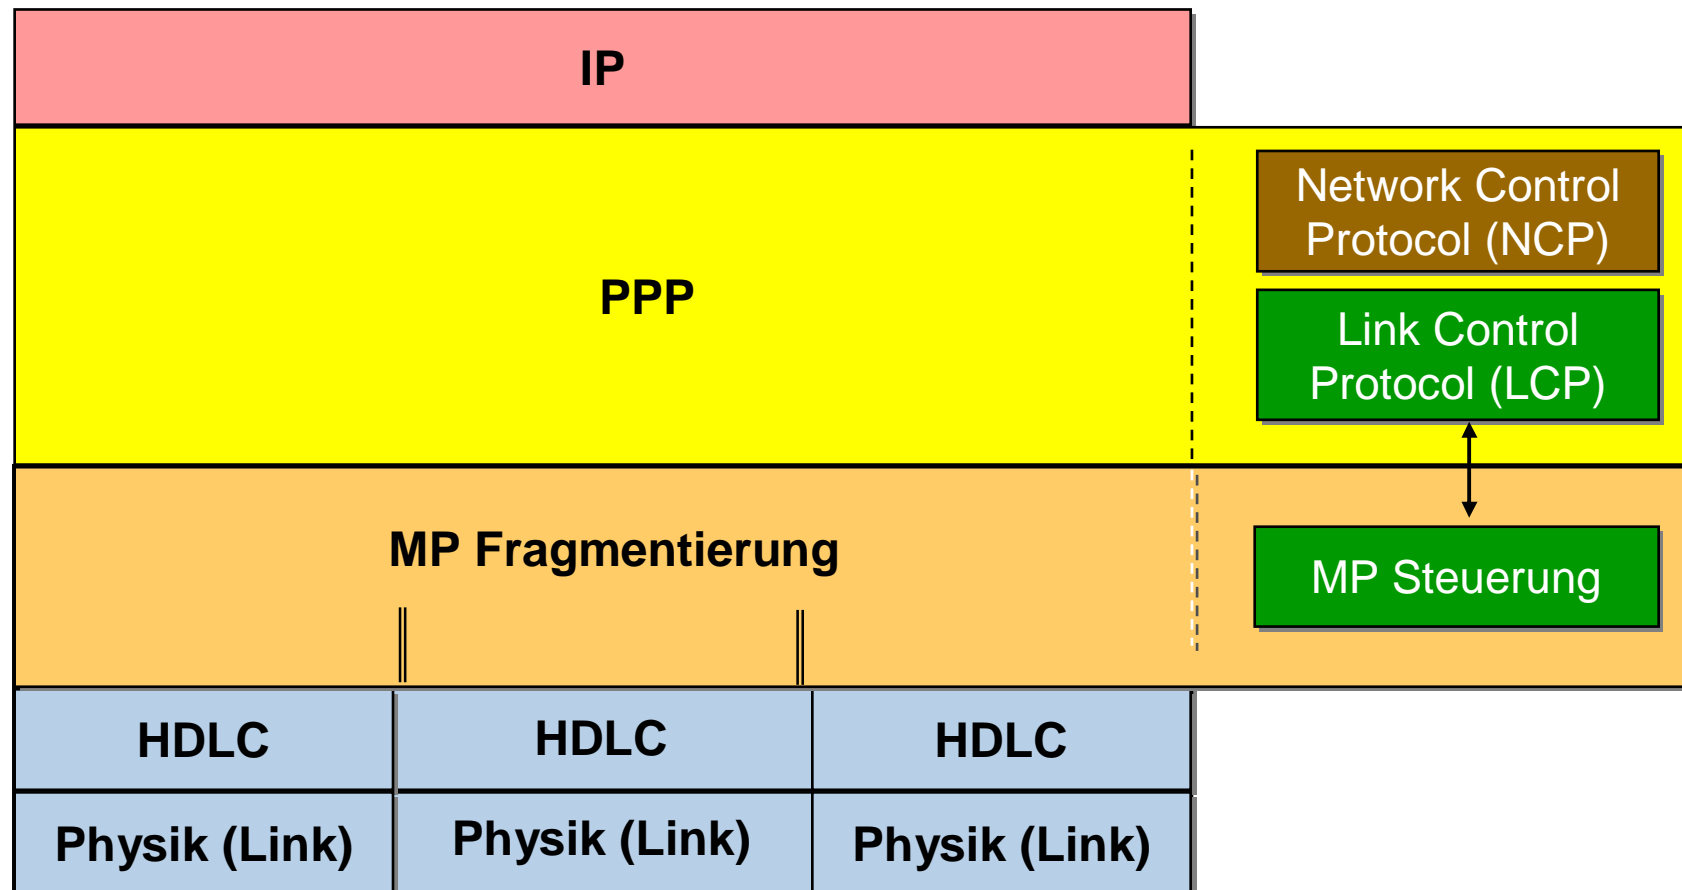 IP
PPP
Network Control
Protocol (NCP)
Link Control
Protocol (LCP)
MP Fragmentierung
MP Steuerung
HDLC
HDLC
HDLC
Physik (Link)
Physik (Link)
Physik (Link)